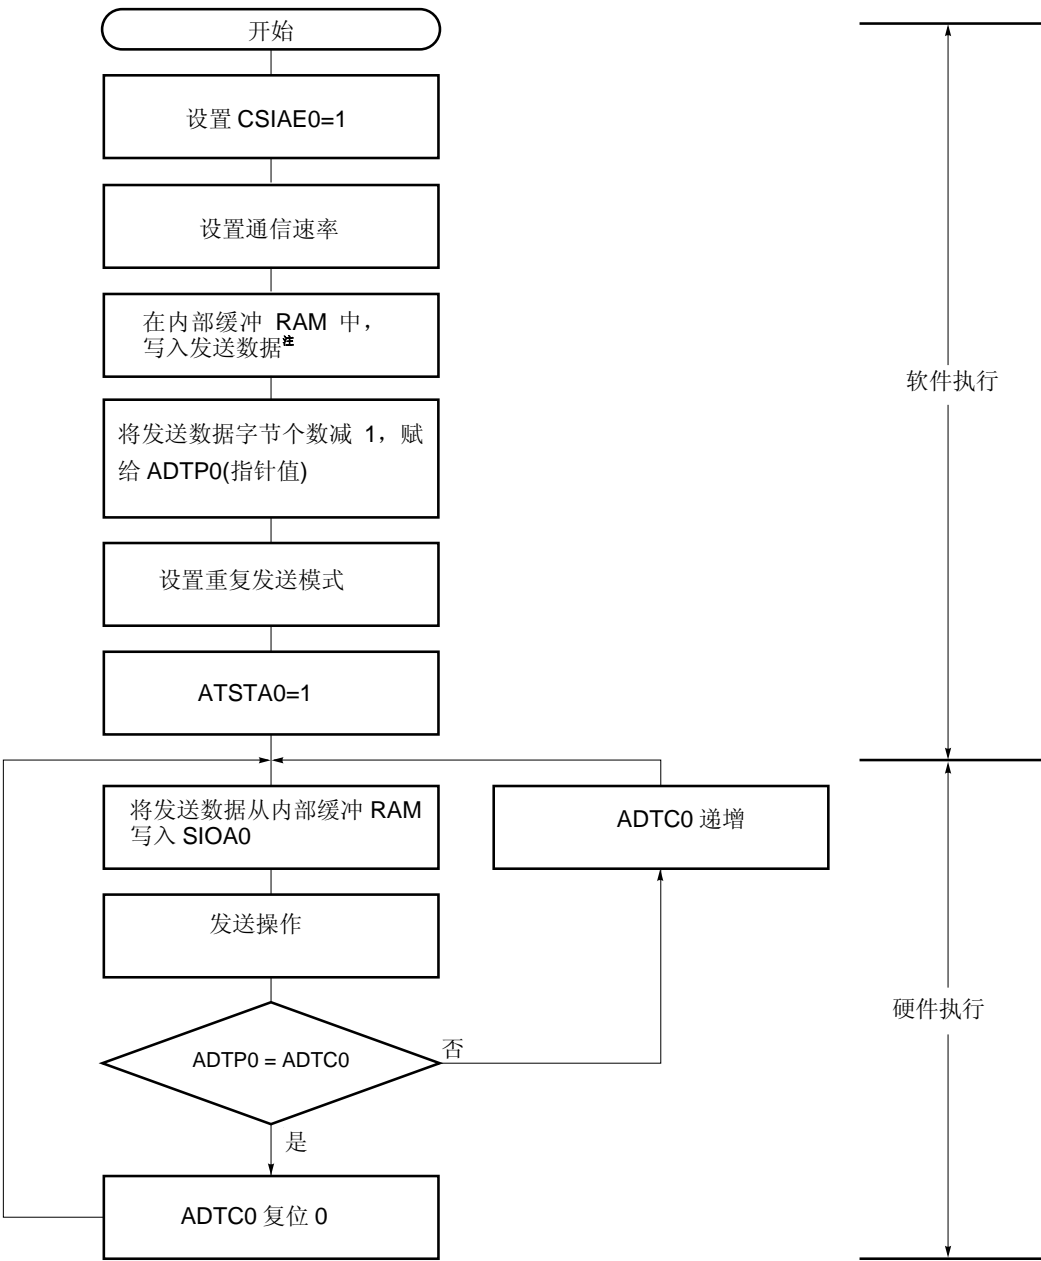 开始
设置 CSIAE0=1
设置通信速率
在内部缓冲 RAM 中，
写入发送数据注
将发送数据字节个数减 1，赋
给 ADTP0(指针值)
设置重复发送模式
ATSTA0=1
软件执行
将发送数据从内部缓冲 RAM
写入 SIOA0
ADTC0 递增
发送操作
ADTP0 = ADTC0
否
是
ADTC0 复位 0
硬件执行